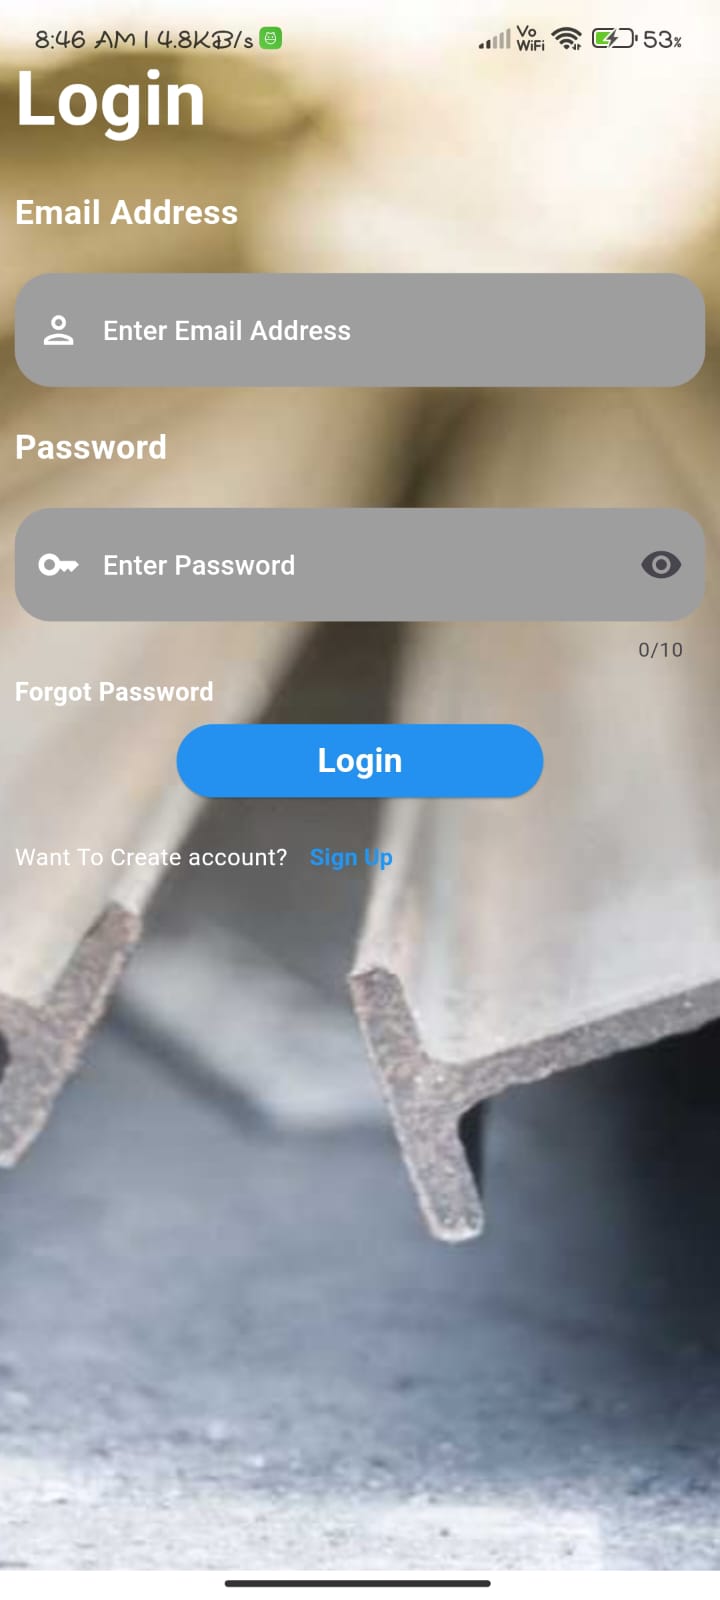 8:46 AM | 4.8KB/s
Vo
WiFi
53%
Login
Email Address
Enter Email Address
Password
Enter Password
0/10
Forgot Password
Login
Want To Create account? Sign Up